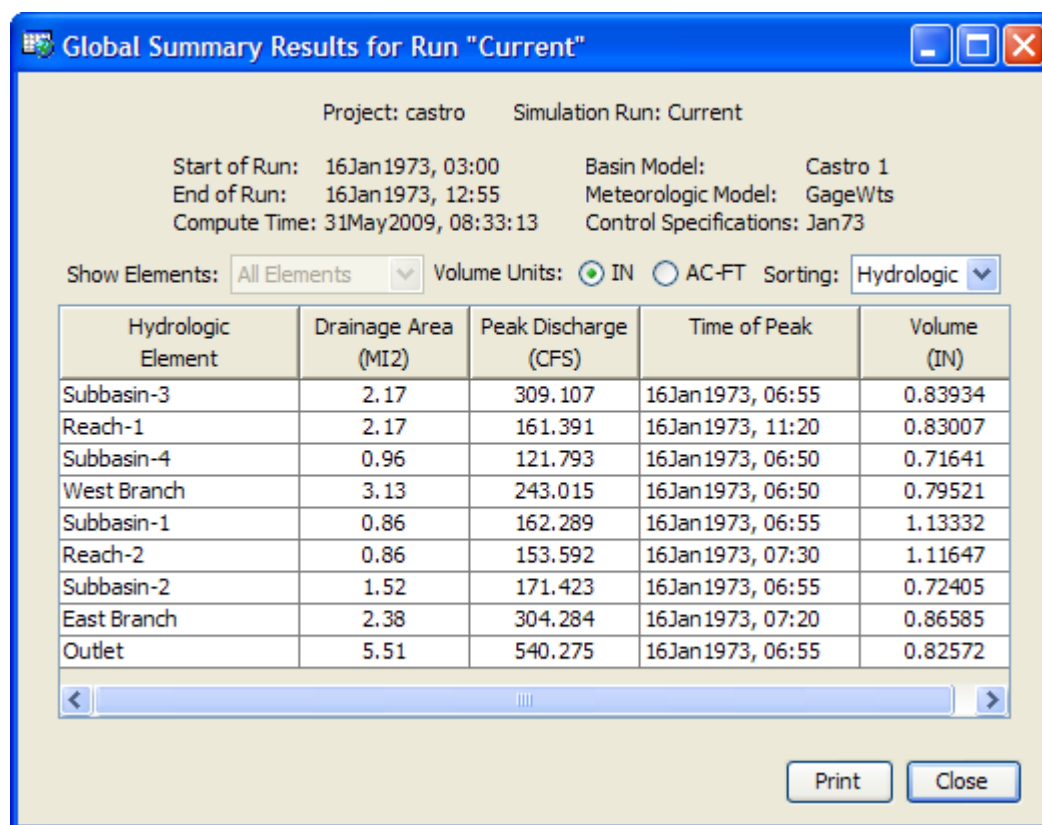 Global Summary Results for Run "Current"
Project: castro Simulation Run: Current
Start of Run: 16Jan1973, 03:00 Basin Model: Castro 1
End of Run: 16Jan1973, 12:55 Meteorologic Model: GageWts
Compute Time: 31May2009, 08:33:13 Control Specifications: Jan73
Show Elements: All Elements Volume Units: IN AC-FT Sorting: Hydrologic
Hydrologic Drainage Area Peak Discharge Time of Peak Volume
Element (MI2) (CFS) (IN)
Subbasin-3 2.17 309.107 16Jan1973, 06:55 0.83934
Reach-1 2.17 161.391 16Jan1973, 11:20 0.83007
Subbasin-4 0.96 121.793 16Jan1973, 06:50 0.71641
West Branch 3.13 243.015 16Jan1973, 06:50 0.79521
Subbasin-1 0.86 162.289 16Jan1973, 06:55 1.13332
Reach-2 0.86 153.592 16Jan1973, 07:30 1.11647
Subbasin-2 1.52 171.423 16Jan1973, 06:55 0.72405
East Branch 2.38 304.284 16Jan1973, 07:20 0.86585
Outlet 5.51 540.275 16Jan1973, 06:55 0.82572
Print Close